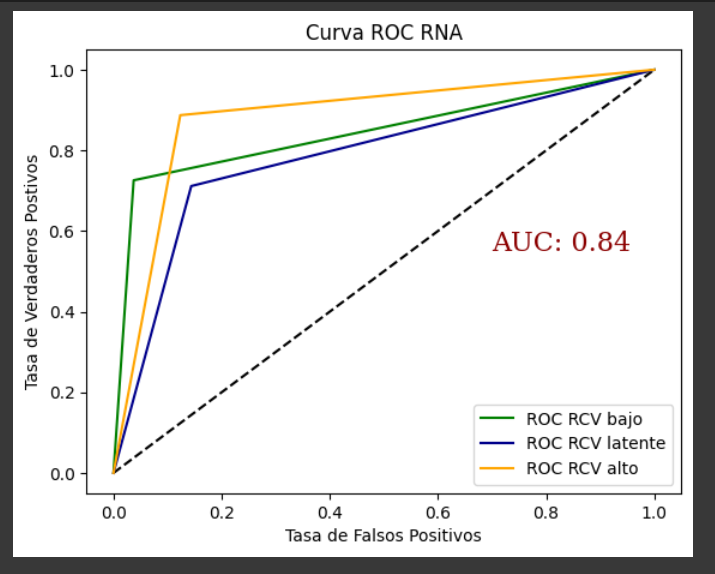 Curva ROC RNA
1.0
0.8
0.6
0.4
0.2
0.0
Tasa de Verdaderos Postivos
AUC: 0.84
ROC RCV bajo
ROC RCV latente
ROC RCV alto
0.0 0.2 0.4 0.6 0.8 1.0
Tasa de Falsos Positivos